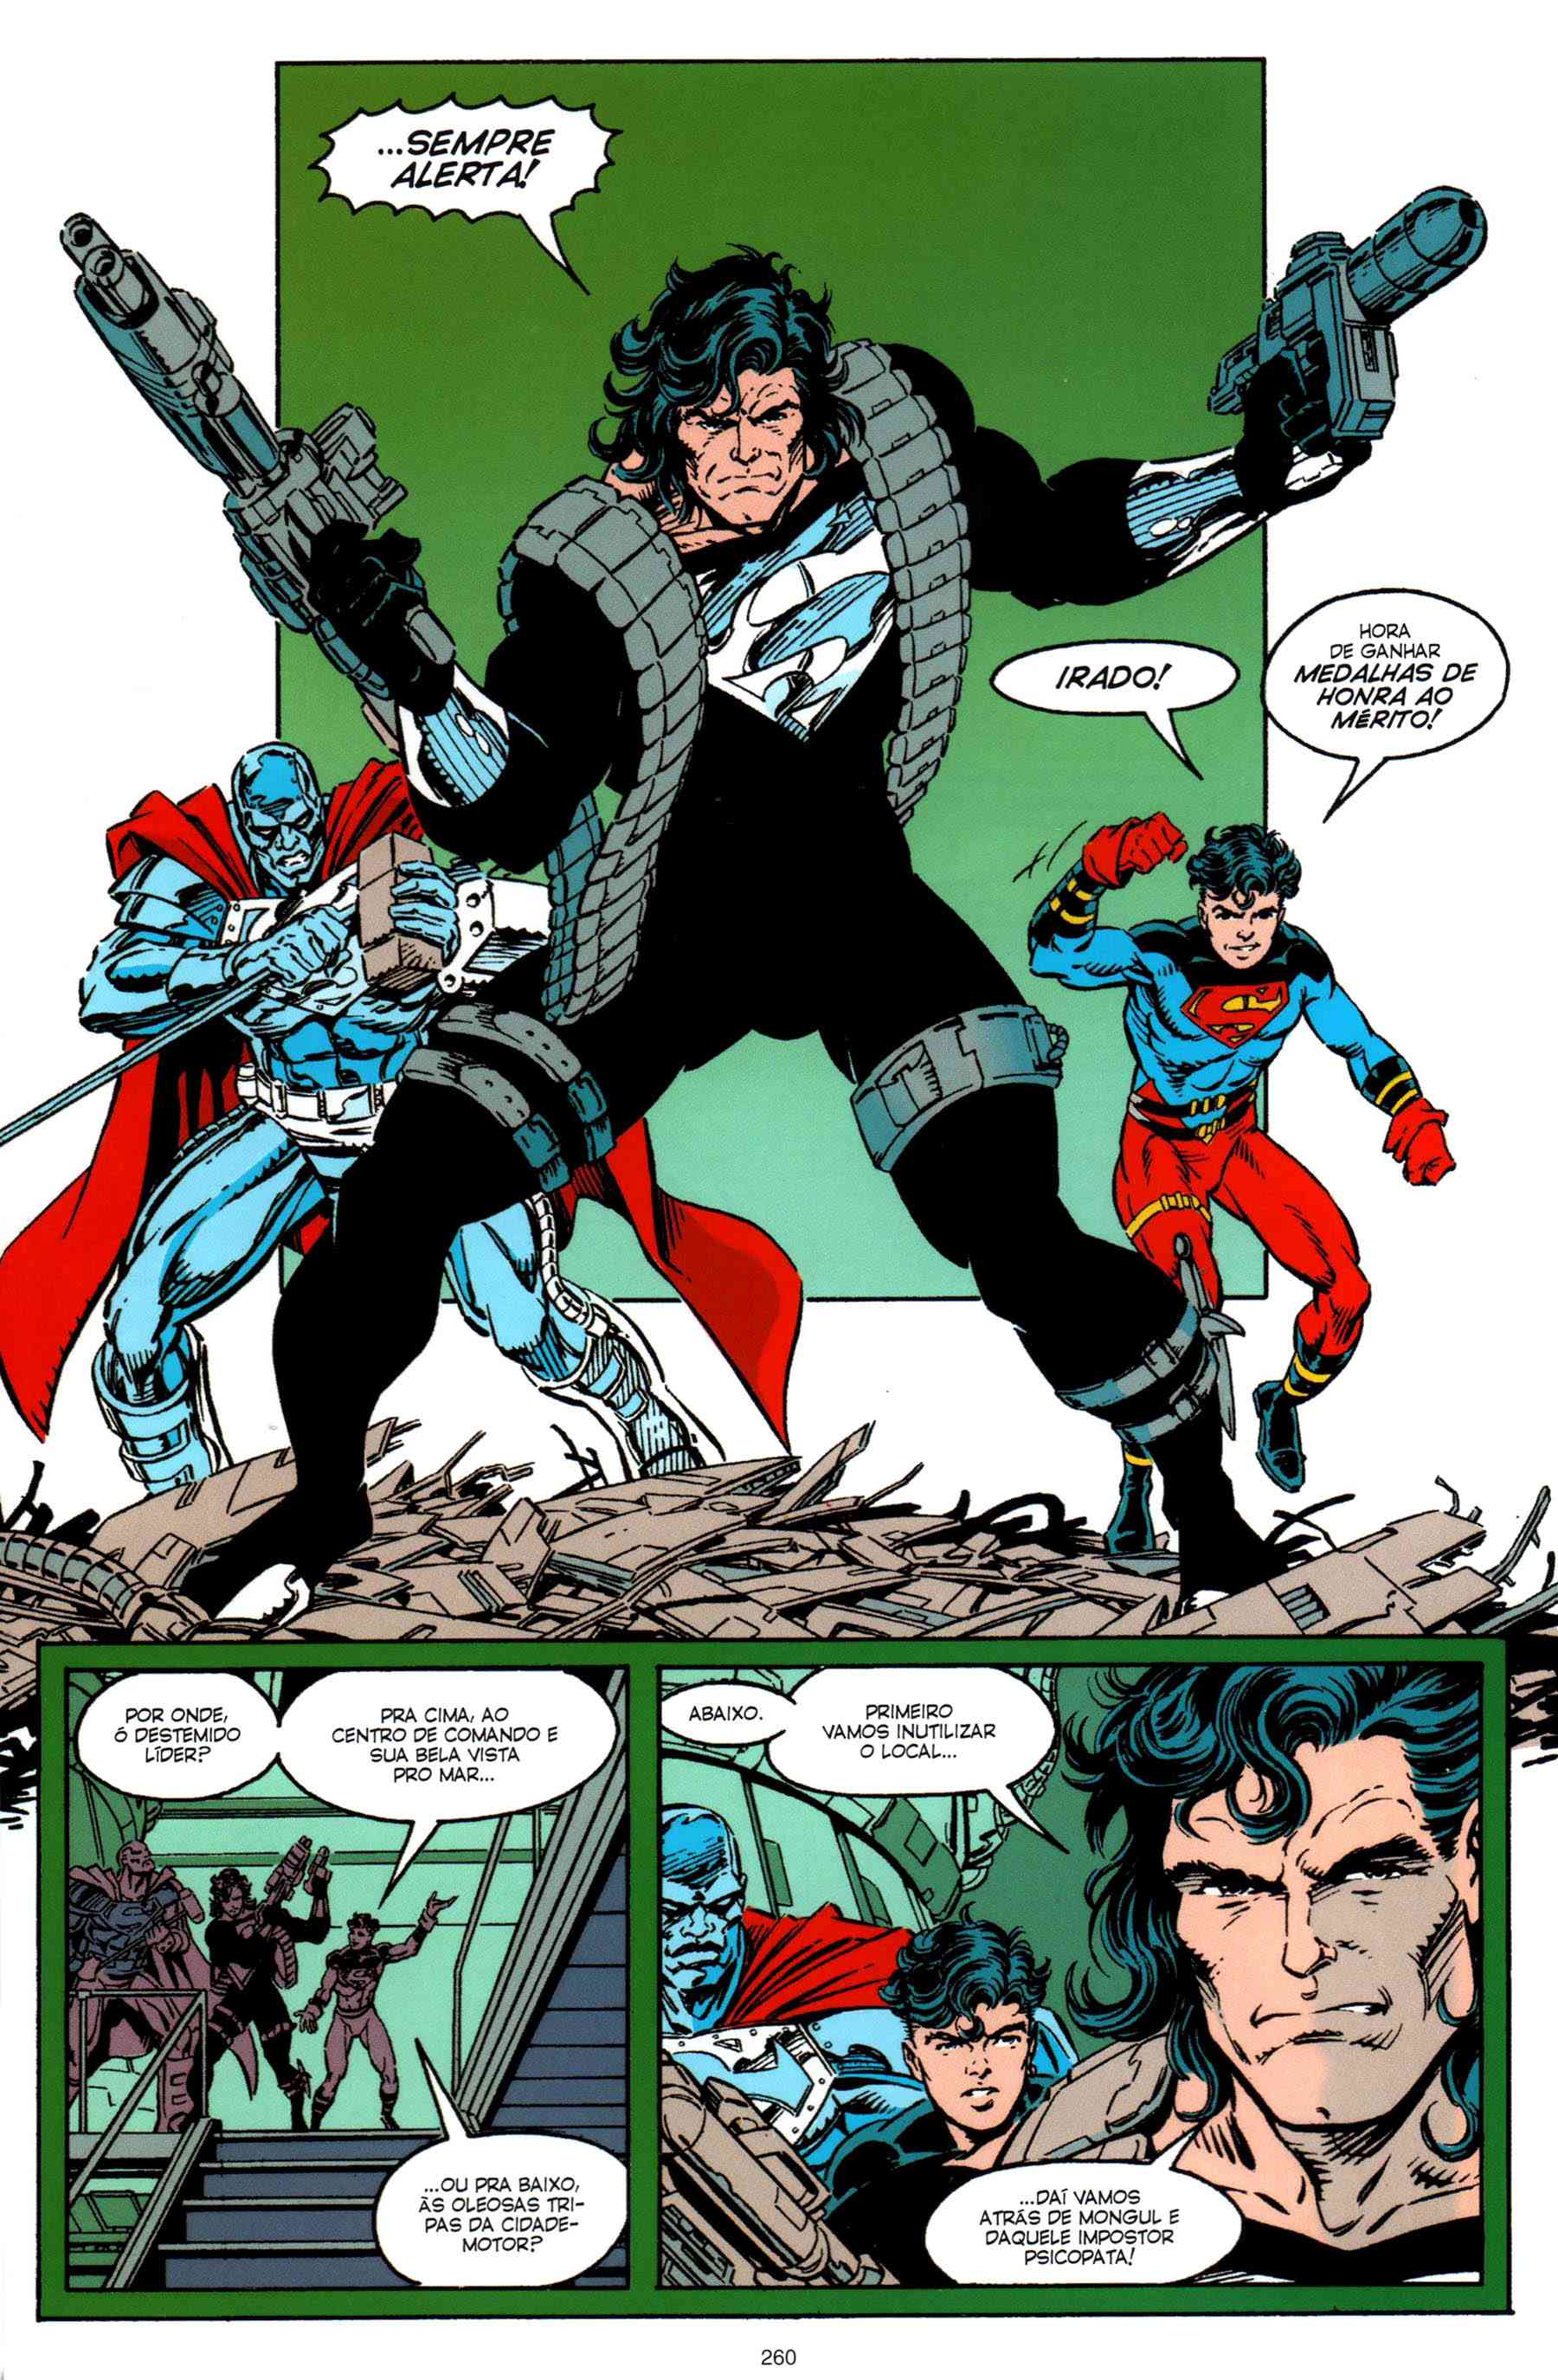 ...SEMPRE
ALERTA!
IRADO!
HORA
DE GANHAR
MEDALHAS DE
HONRA AO
MÉRITO!
POR ONDE,
Ó DESTEMIDO
LÍDER?
PRA CIMA, AO
CENTRO DE COMANDO E
SUA BELA VISTA
PRO MAR...
...OU PRA BAIXO,
ÀS OLEOSAS TRI-
PAS DA CIDADE-
MOTOR?
ABAIXO.
PRIMEIRO
VAMOS INUTILIZAR
O LOCAL...
...DAÍ VAMOS
ATRÁS DE MONGUL E
DAQUELE IMPOSTOR
PSICOPATA!
260